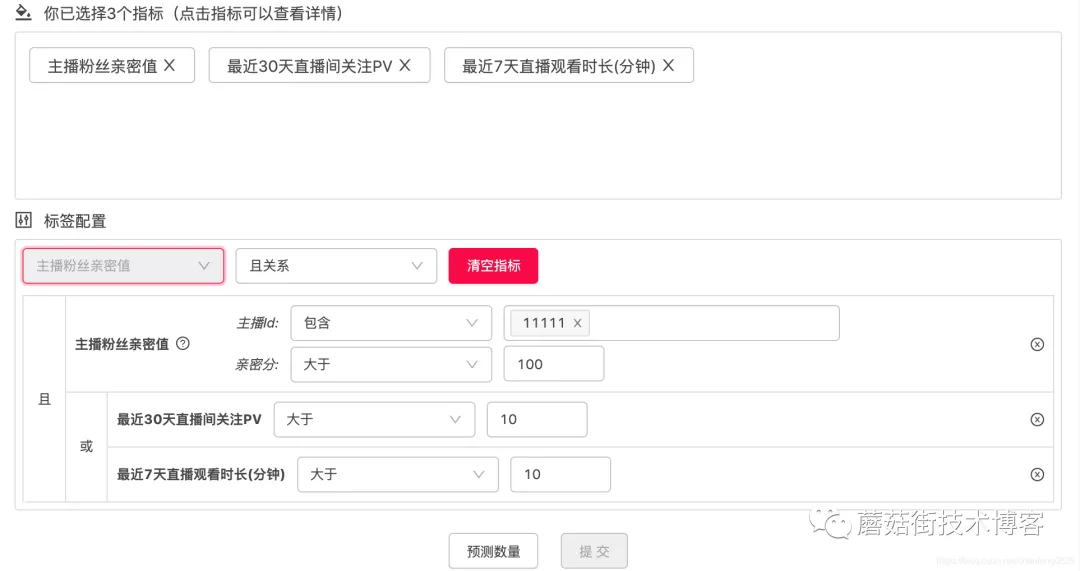 你已选择3个指标（点击指标可以查看详情）
主播粉丝亲密值 X 最近30天直播间关注PV X 最近7天直播观看时长(分钟) X
标签配置
主播粉丝亲密值 且关系 清空指标
主播Id: 包含 11111 x
主播粉丝亲密值 ?
亲密分: 大于 100
且
最近30天直播间关注PV 大于 10
或
最近7天直播观看时长(分钟) 大于 10
蘑菇街技术博客
预测数量 提交